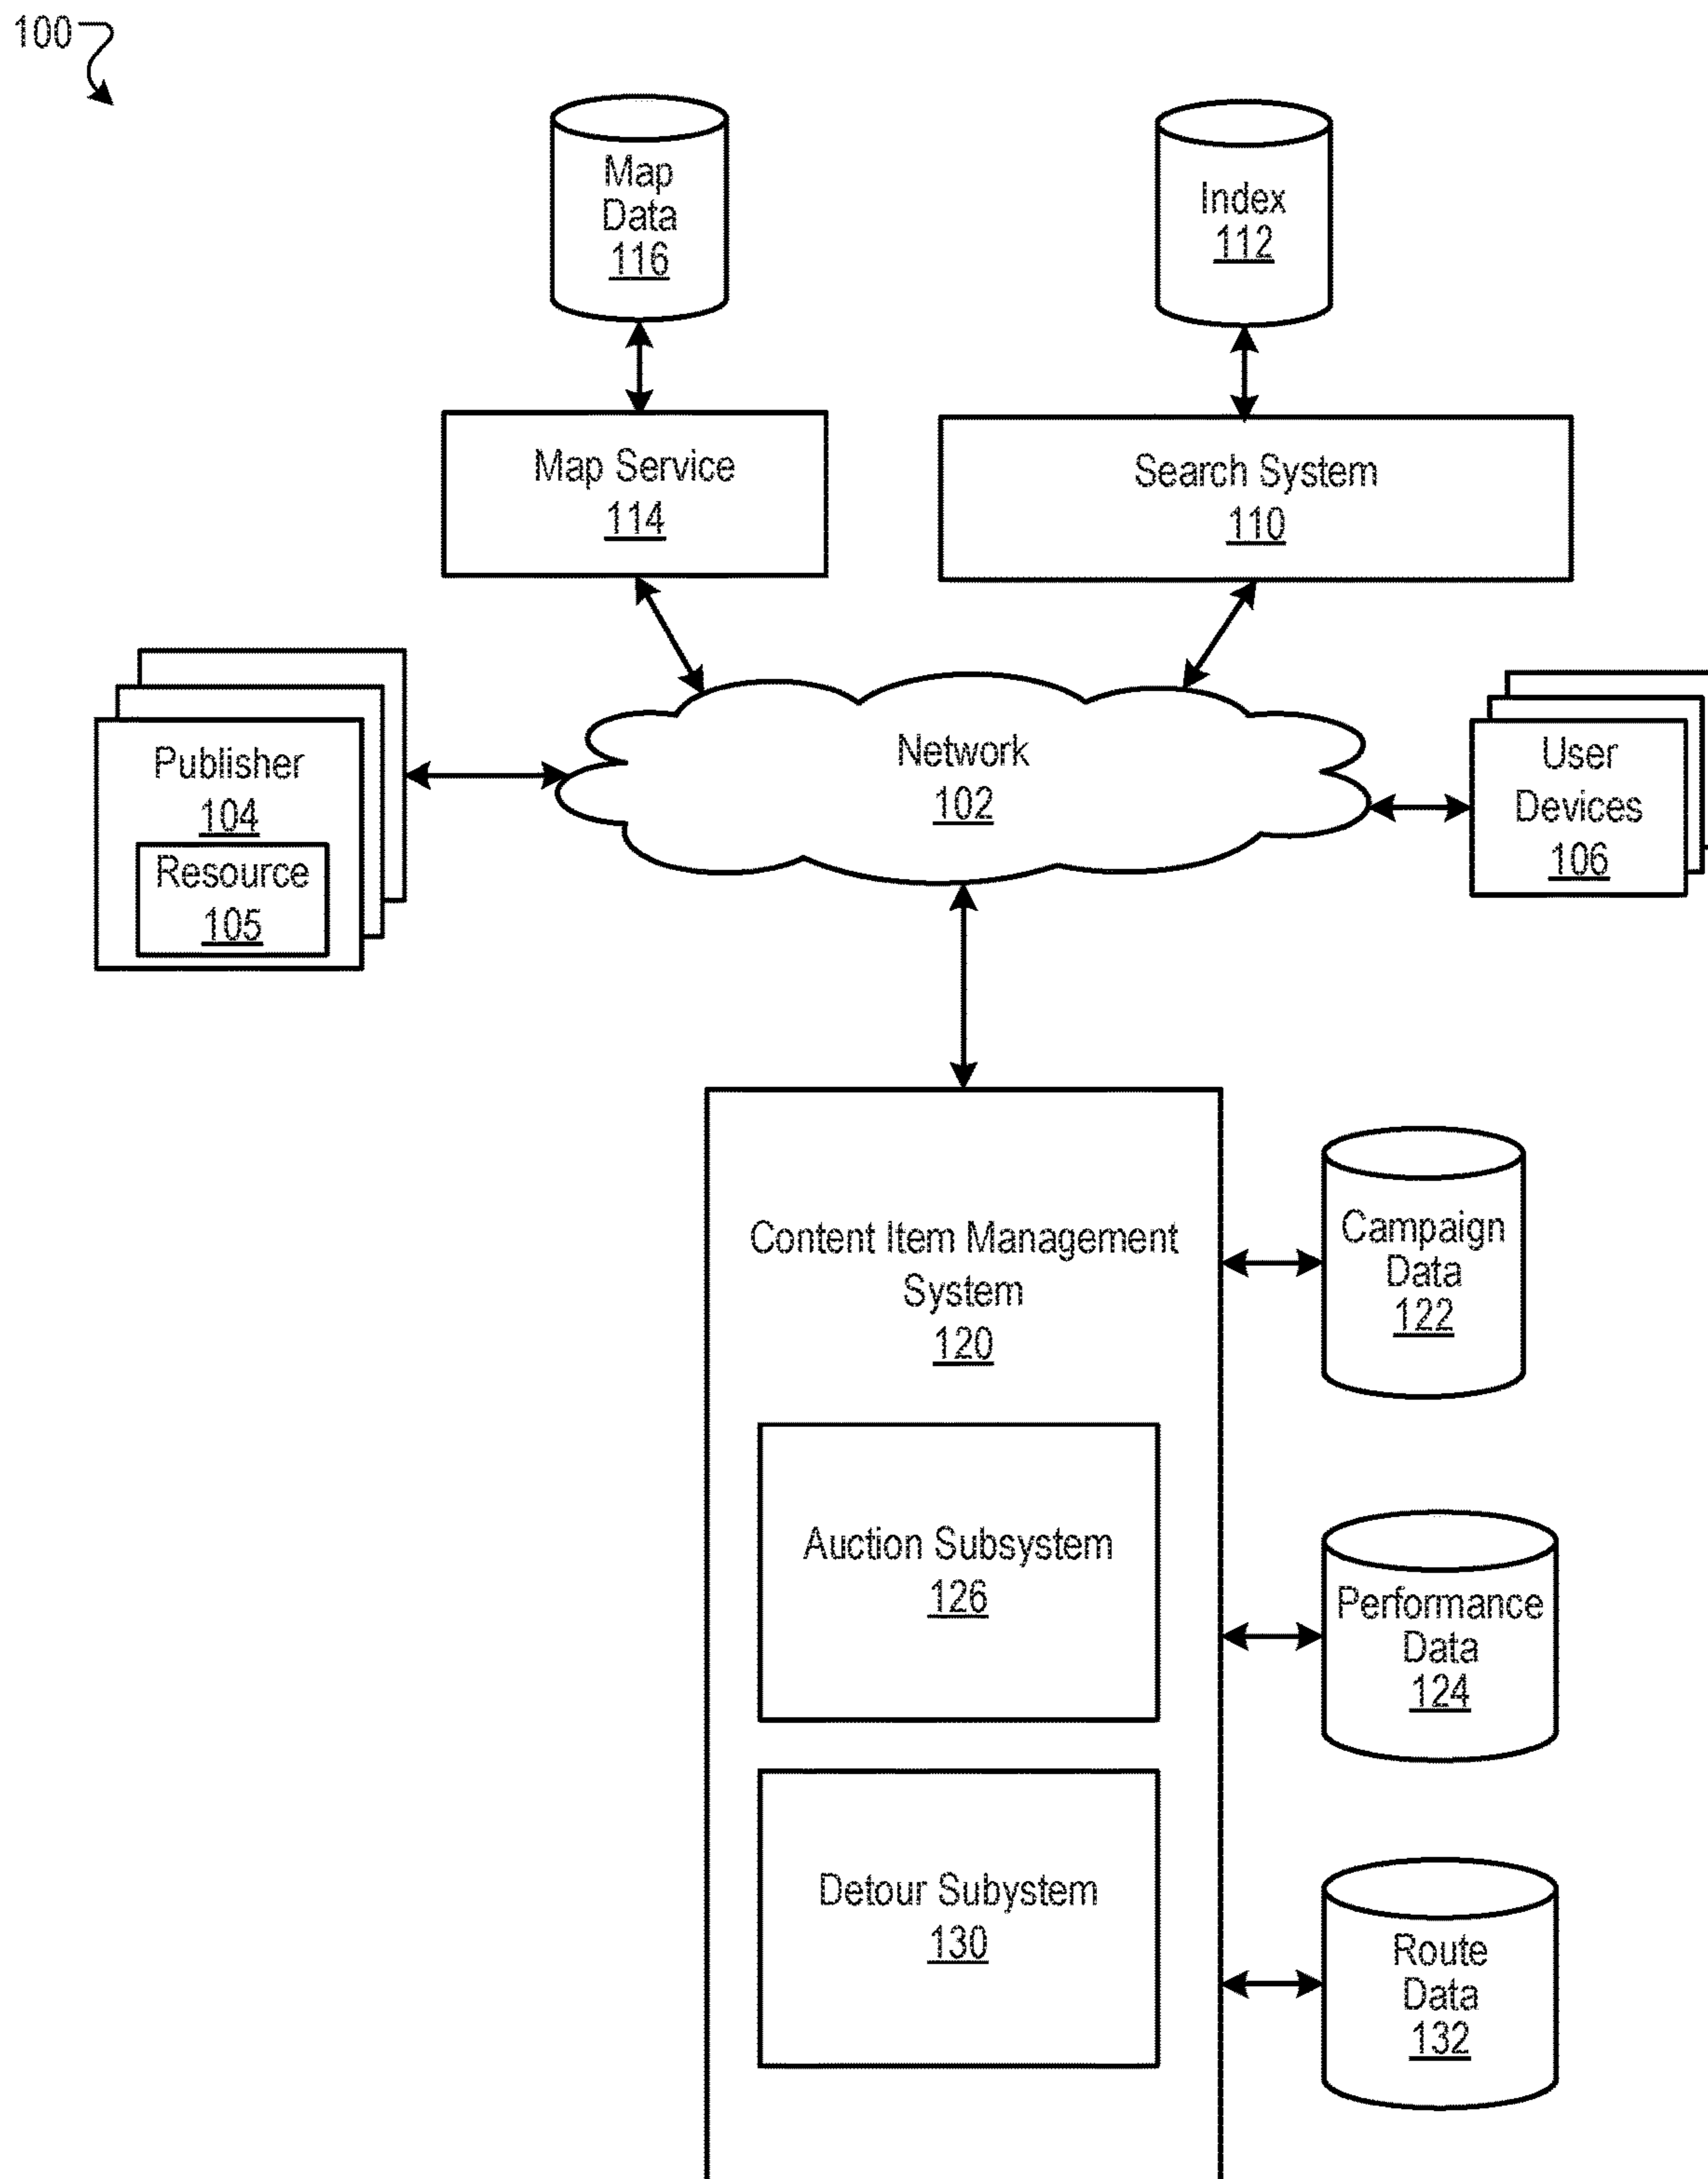 100
Map
Data
116
Index
112
Map Service
114
Search System
110
Publisher
104
Resource
105
Network
102
User
Devices
106
Content Item Management
System
120
Campaign
Data
122
Auction Subsystem
126
Performance
Data
124
Detour Subystem
130
Route
Data
132